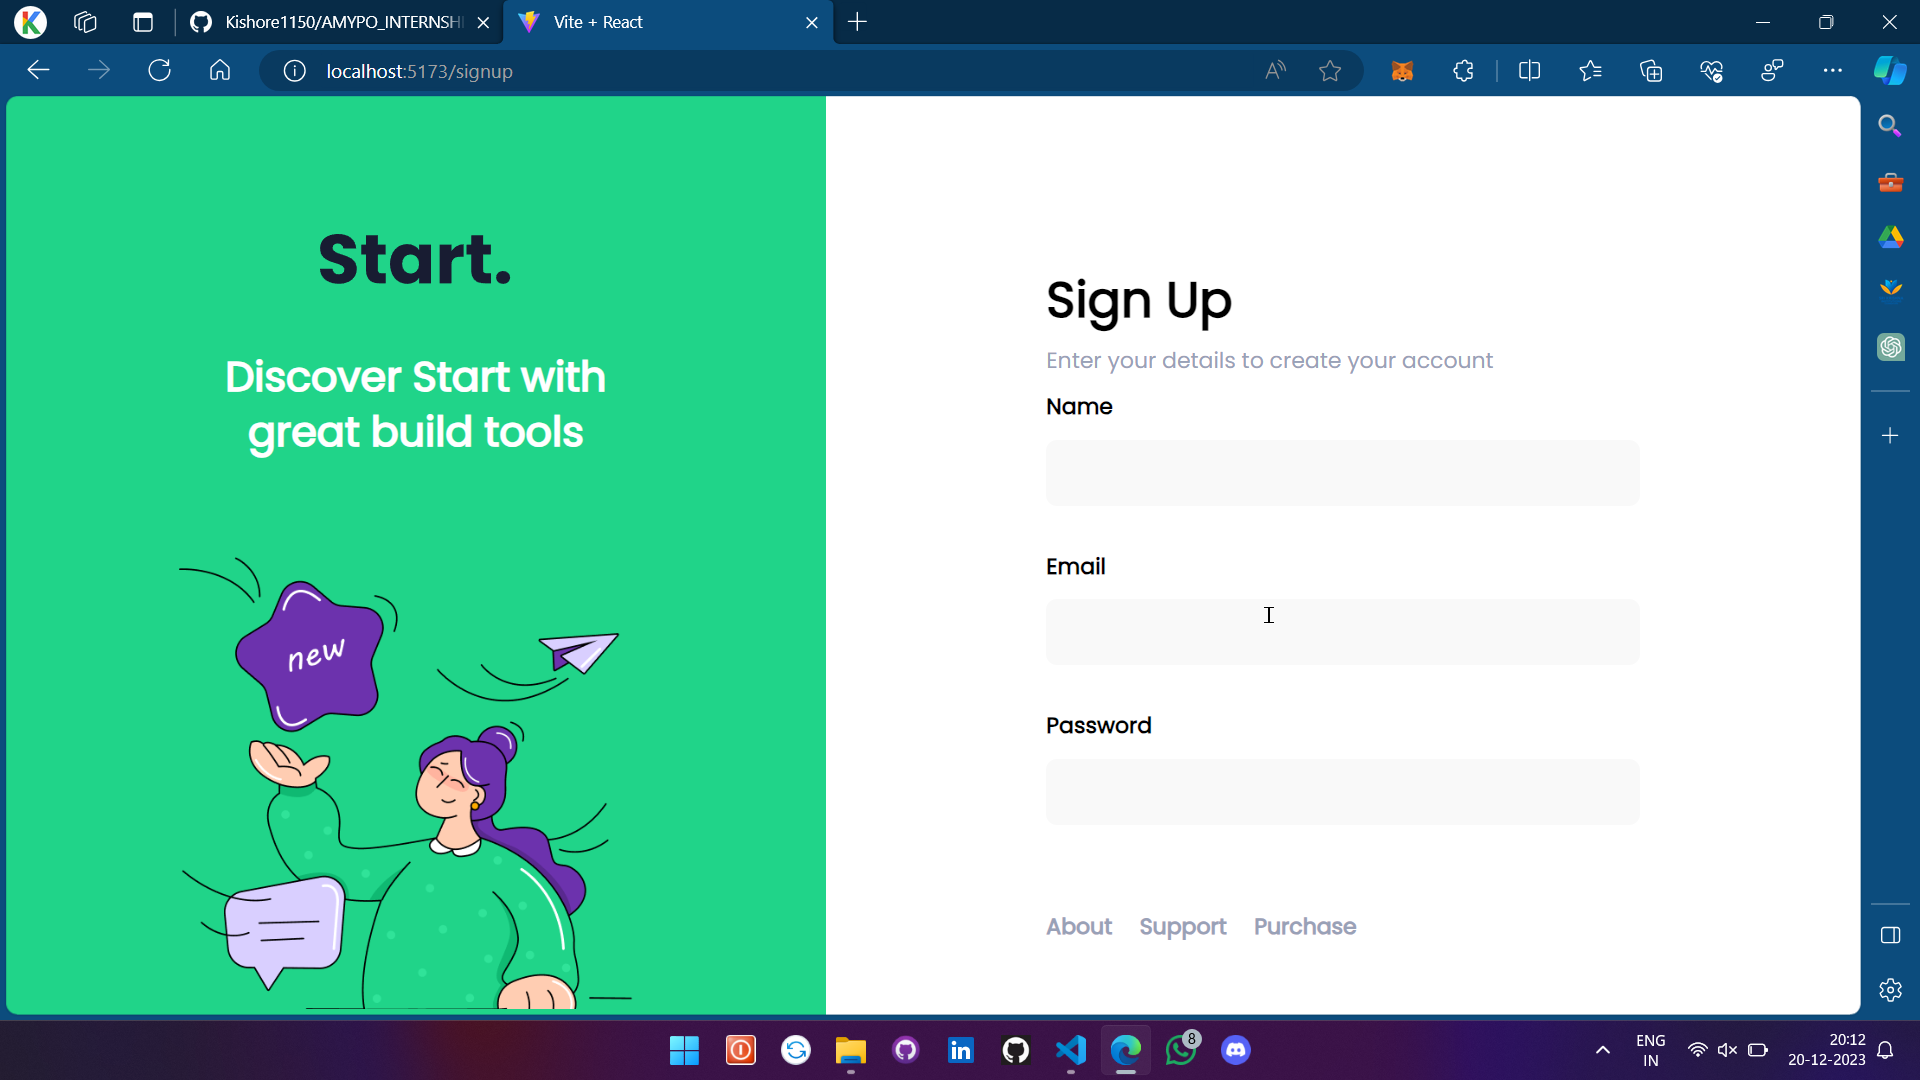 Kishore1150/AMYPO_INTERNSHI
Vite + React
localhost:5173/signup
Start.
Discover Start with
great build tools
new
Sign Up
Enter your details to create your account
Name
Email
Password
About Support Purchase
8
ENG
IN
20:12
20-12-2023